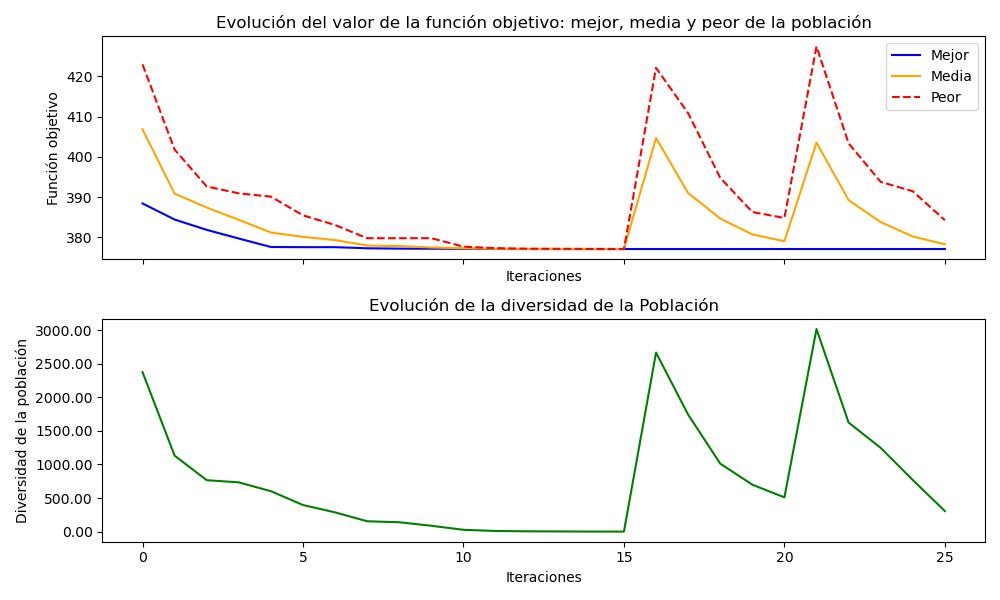 Evolución del valor de la función objetivo: mejor, media y peor de la población
Función objetivo
420
410
400
390
380
Mejor
Media
Peor
Iteraciones
Evolución de la diversidad de la Población
Diversidad de la población
3000.00
2500.00
2000.00
1500.00
1000.00
500.00
0.00
0 5 10 15 20 25
Iteraciones